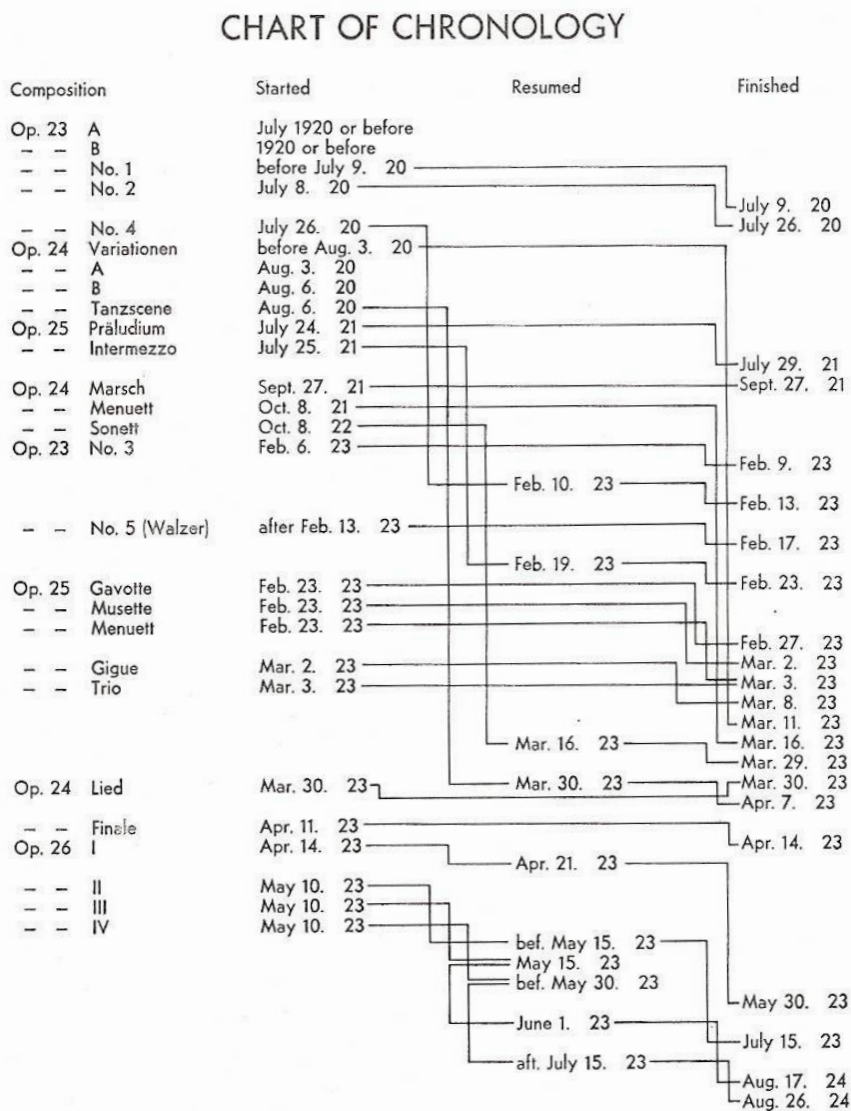 CHART OF CHRONOLOGY
Composition Started Resumed Finished
Op. 23 A July 1920 or before
– – B 1920 or before
– – No. 1 before July 9. 20
– – No. 2 July 8. 20
July 9. 20
– – No. 4 July 26. 20 July 26. 20
Op. 24 Variationen before Aug. 3. 20
– – A Aug. 3. 20
– – B Aug. 6. 20
– – Tanzscene Aug. 6. 20
Op. 25 Präludium July 24. 21
– – Intermezzo July 25. 21
July 29. 21
Op. 24 Marsch Sept. 27. 21 Sept. 27. 21
– – Menuett Oct. 8. 21
– – Sonett Oct. 8. 22
Op. 23 No. 3 Feb. 6. 23
Feb. 9. 23
Feb. 10. 23
Feb. 13. 23
– – No. 5 (Walzer) after Feb. 13. 23
Feb. 17. 23
Feb. 19. 23
Op. 25 Gavotte Feb. 23. 23 Feb. 23. 23
– – Musette Feb. 23. 23
– – Menuett Feb. 23. 23
Feb. 27. 23
– – Gigue Mar. 2. 23 Mar. 2. 23
– – Trio Mar. 3. 23 Mar. 3. 23
Mar. 8. 23
Mar. 11. 23
Mar. 16. 23 Mar. 16. 23
Mar. 29. 23
Op. 24 Lied Mar. 30. 23 Mar. 30. 23 Mar. 30. 23
Apr. 7. 23
– – Finale Apr. 11. 23
Op. 26 I Apr. 14. 23 Apr. 14. 23
Apr. 21. 23
– – II May 10. 23
– – III May 10. 23
– – IV May 10. 23
bef. May 15. 23
May 15. 23
bef. May 30. 23
May 30. 23
June 1. 23
July 15. 23
aft. July 15. 23
Aug. 17. 24
Aug. 26. 24